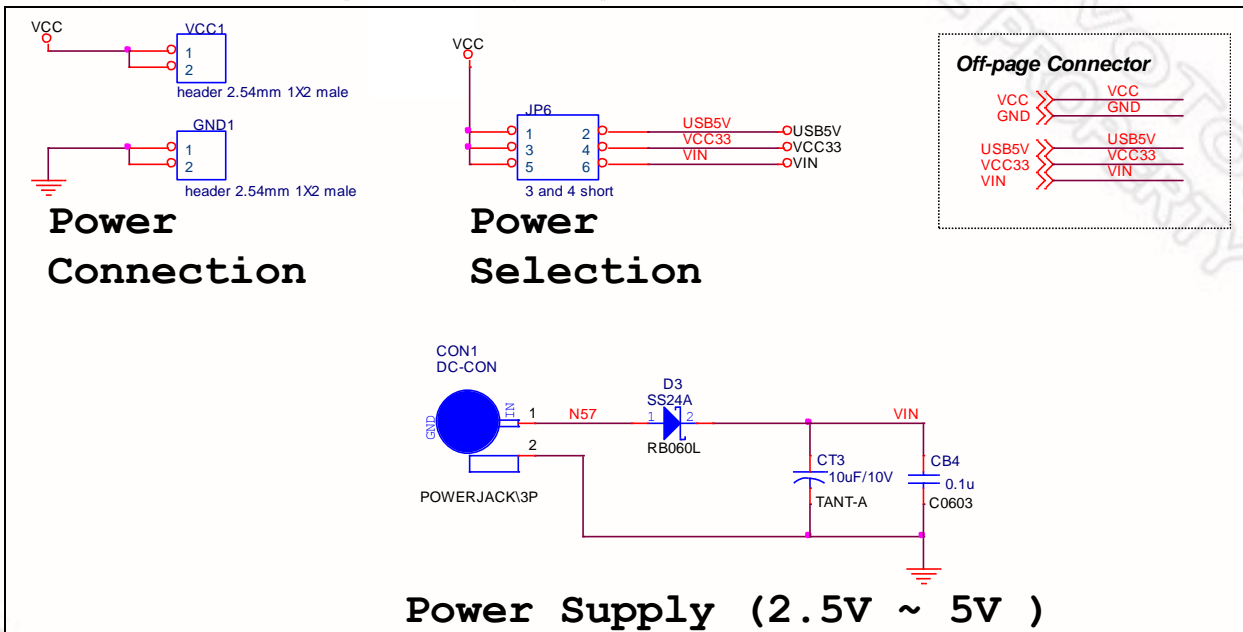 VCC
VCC1
1
2
header 2.54mm 1X2 male
GND1
1
2
header 2.54mm 1X2 male
Power
Connection
VCC
JP6
1 2
3 4
5 6
USB5V USB5V
VCC33 VCC33
VIN VIN
3 and 4 short
Power
Selection
Off-page Connector
VCC VCC
GND GND
USB5V USB5V
VCC33 VCC33
VIN VIN
CON1
DC-CON
GND
IN
1
2
POWERJACK\3P
N57
D3
SS24A
1 2
RB060L
VIN
CT3
10uF/10V
TANT-A
CB4
0.1u
C0603
Power Supply (2.5V ~ 5V )